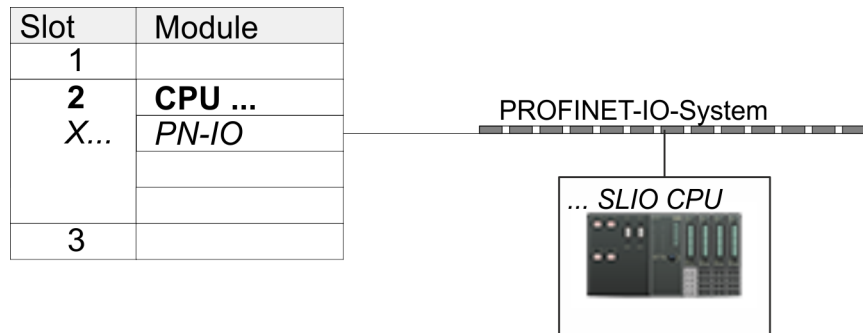 Slot Module
1
2 CPU ...
X... PN-IO
3
PROFINET-IO-System
... SLIO CPU